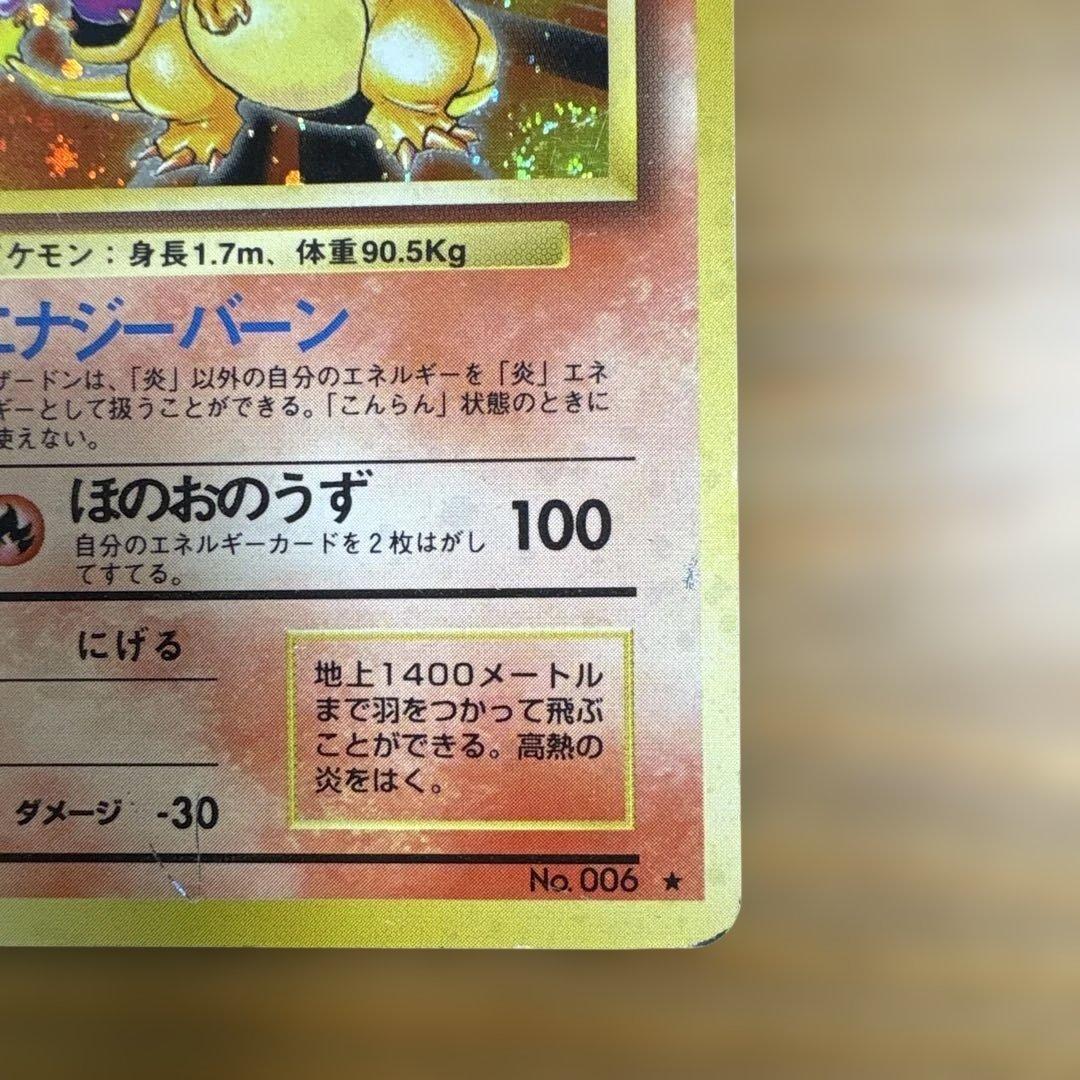 ケモン：身長1.7m、体重90.5Kg
エナジーバーン
ザードンは、「炎」以外の自分のエネルギーを「炎」エネ
ギーとして扱うことができる。「こんらん」状態のときに
使えない。
ほのおのうず 100
自分のエネルギーカードを2枚はがし
てすてる。
にげる
地上1400メートル
まで羽をつかって飛ぶ
ことができる。高熱の
炎をはく。
ダメージ -30
No. 006 ★